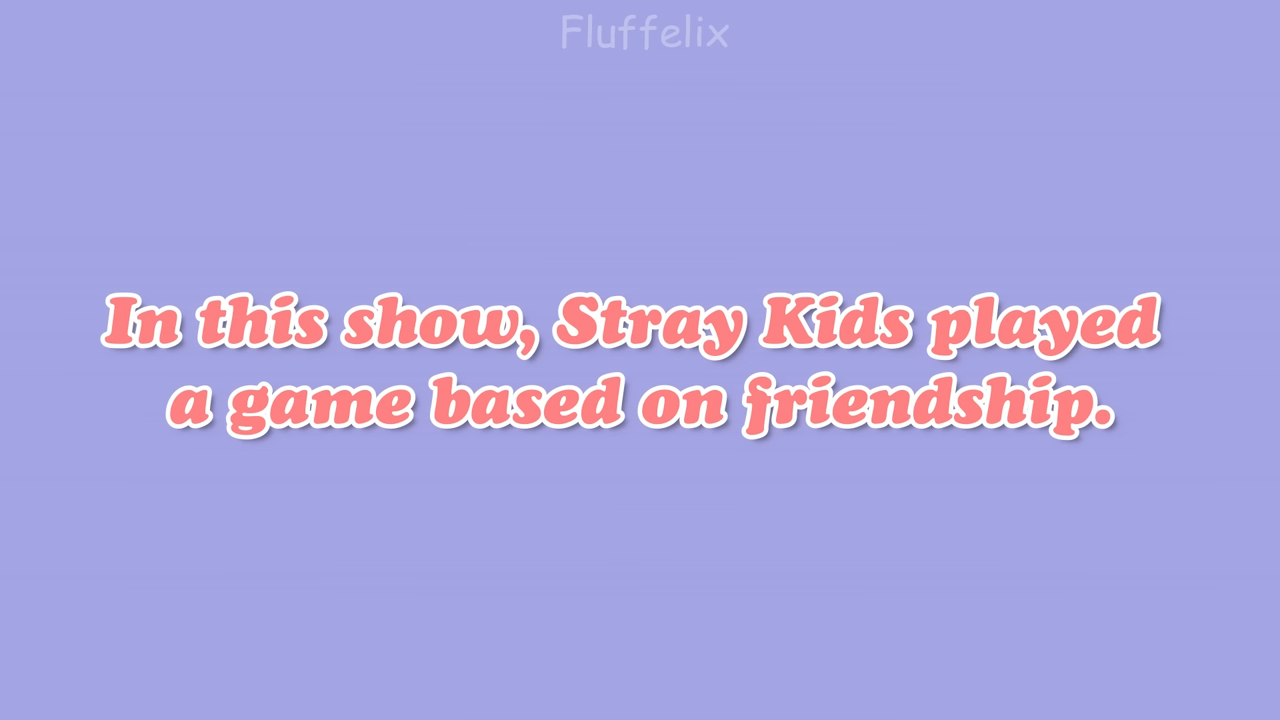 Fluffelix
In this show, Stray Kids played
a game based on friendship.